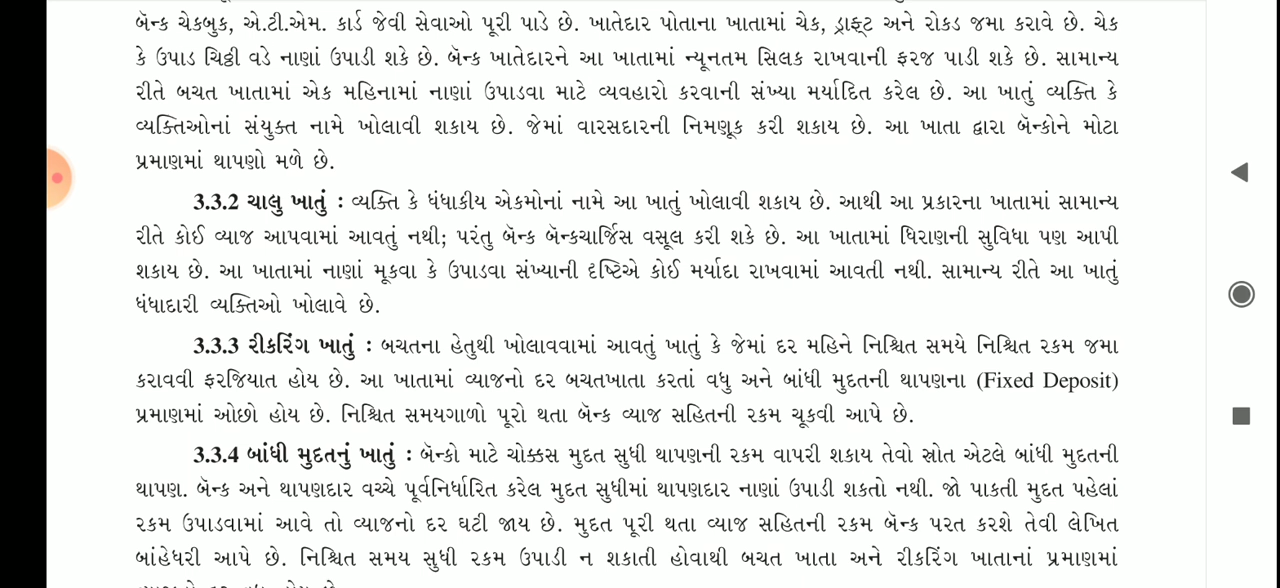 બૅન્ક ચેકબુક, એ.ટી.એમ. કાર્ડ જેવી સેવાઓ પૂરી પાડે છે. ખાતેદાર પોતાના ખાતામાં ચેક, ડ્રાફ્ટ અને રોકડ જમા કરાવે છે. ચેક
કે ઉપાડ ચિઠ્ઠી વડે નાણાં ઉપાડી શકે છે. બૅન્ક ખાતેદારને આ ખાતામાં ન્યૂનતમ સિલક રાખવાની ફરજ પાડી શકે છે. સામાન્ય
રીતે બચત ખાતામાં એક મહિનામાં નાણાં ઉપાડવા માટે વ્યવહારો કરવાની સંખ્યા મર્યાદિત કરેલ છે. આ ખાતું વ્યક્તિ કે
વ્યક્તિઓનાં સંયુક્ત નામે ખોલાવી શકાય છે. જેમાં વારસદારની નિમણૂક કરી શકાય છે. આ ખાતા દ્વારા બૅન્કોને મોટા
પ્રમાણમાં થાપણો મળે છે.
3.3.2 ચાલુ ખાતું : વ્યક્તિ કે ધંધાકીય એકમોનાં નામે આ ખાતું ખોલાવી શકાય છે. આથી આ પ્રકારના ખાતામાં સામાન્ય
રીતે કોઈ વ્યાજ આપવામાં આવતું નથી; પરંતુ બૅન્ક બૅન્કચાર્જિસ વસૂલ કરી શકે છે. આ ખાતામાં ધિરાણની સુવિધા પણ આપી
શકાય છે. આ ખાતામાં નાણાં મૂકવા કે ઉપાડવા સંખ્યાની દૃષ્ટિએ કોઈ મર્યાદા રાખવામાં આવતી નથી. સામાન્ય રીતે આ ખાતું
ધંધાદારી વ્યક્તિઓ ખોલાવે છે.
3.3.3 રીકરિંગ ખાતું : બચતના હેતુથી ખોલાવવામાં આવતું ખાતું કે જેમાં દર મહિને નિશ્ચિત સમયે નિશ્ચિત રકમ જમા
કરાવવી ફરજિયાત હોય છે. આ ખાતામાં વ્યાજનો દર બચતખાતા કરતાં વધુ અને બાંધી મુદતની થાપણના (Fixed Deposit)
પ્રમાણમાં ઓછો હોય છે. નિશ્ચિત સમયગાળો પૂરો થતા બૅન્ક વ્યાજ સહિતની રકમ ચૂકવી આપે છે.
3.3.4 બાંધી મુદતનું ખાતું : બૅન્કો માટે ચોક્કસ મુદત સુધી થાપણની રકમ વાપરી શકાય તેવો સ્રોત એટલે બાંધી મુદતની
થાપણ. બૅન્ક અને થાપણદાર વચ્ચે પૂર્વનિર્ધારિત કરેલ મુદત સુધીમાં થાપણદાર નાણાં ઉપાડી શકતો નથી. જો પાકતી મુદત પહેલાં
રકમ ઉપાડવામાં આવે તો વ્યાજનો દર ઘટી જાય છે. મુદત પૂરી થતા વ્યાજ સહિતની રકમ બૅન્ક પરત કરશે તેવી લેખિત
બાંહેધરી આપે છે. નિશ્ચિત સમય સુધી રકમ ઉપાડી ન શકાતી હોવાથી બચત ખાતા અને રીકરિંગ ખાતાનાં પ્રમાણમાં